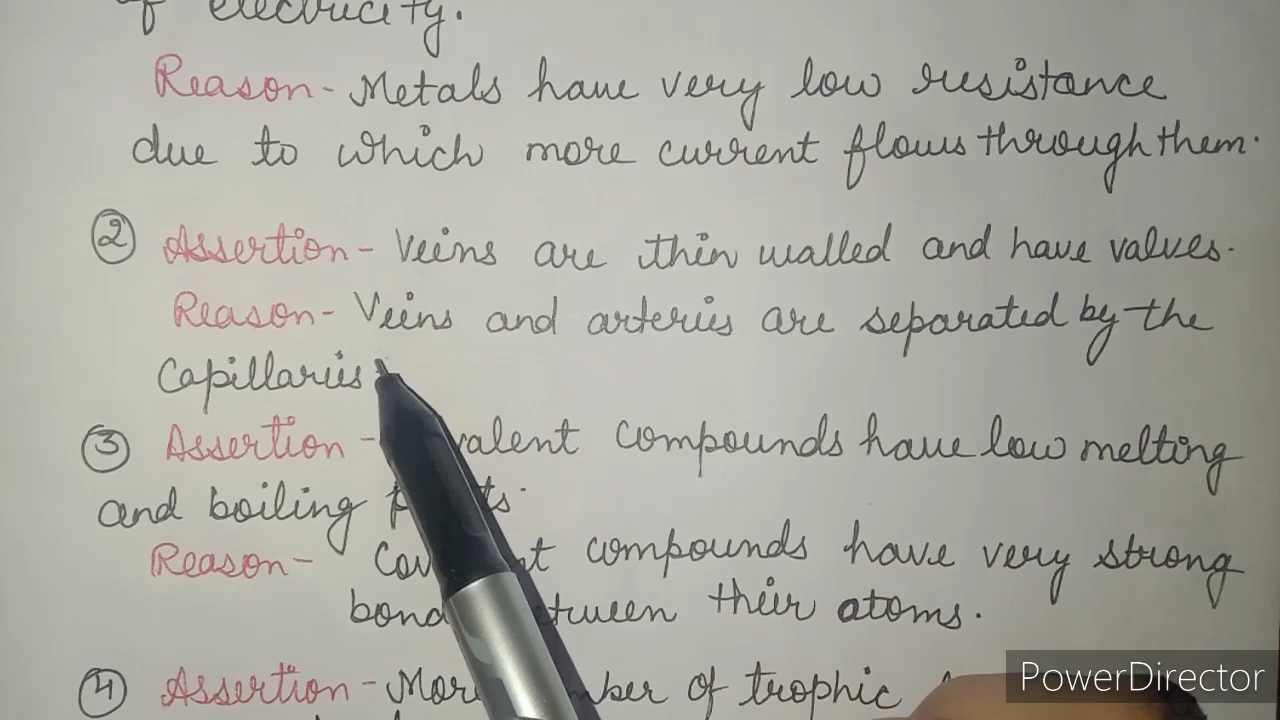 of electricity.
Reason - Metals have very low resistance
due to which more current flows through them.
② Assertion - Veins are thin walled and have valves.
Reason - Veins and arteries are separated by the
Capillaries
③ Assertion - valent compounds have low melting
and boiling
Reason - compounds have very strong
their atoms.
④ Assertion - of trophic
PowerDirector